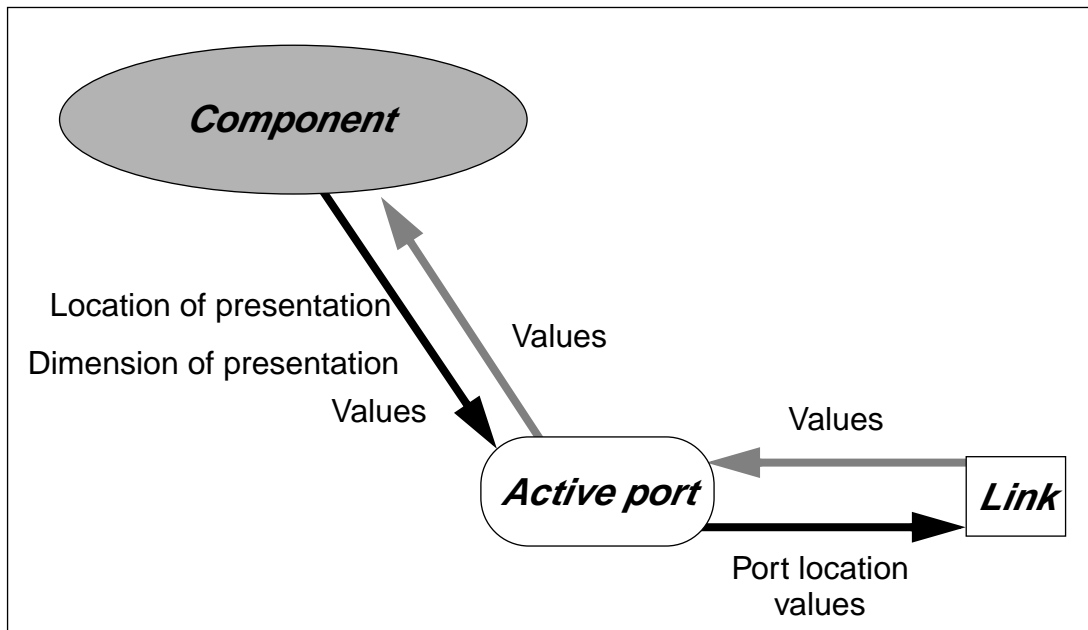 Component
Location of presentation
Values
Dimension of presentation
Values
Values
Active port
Link
Port location
values